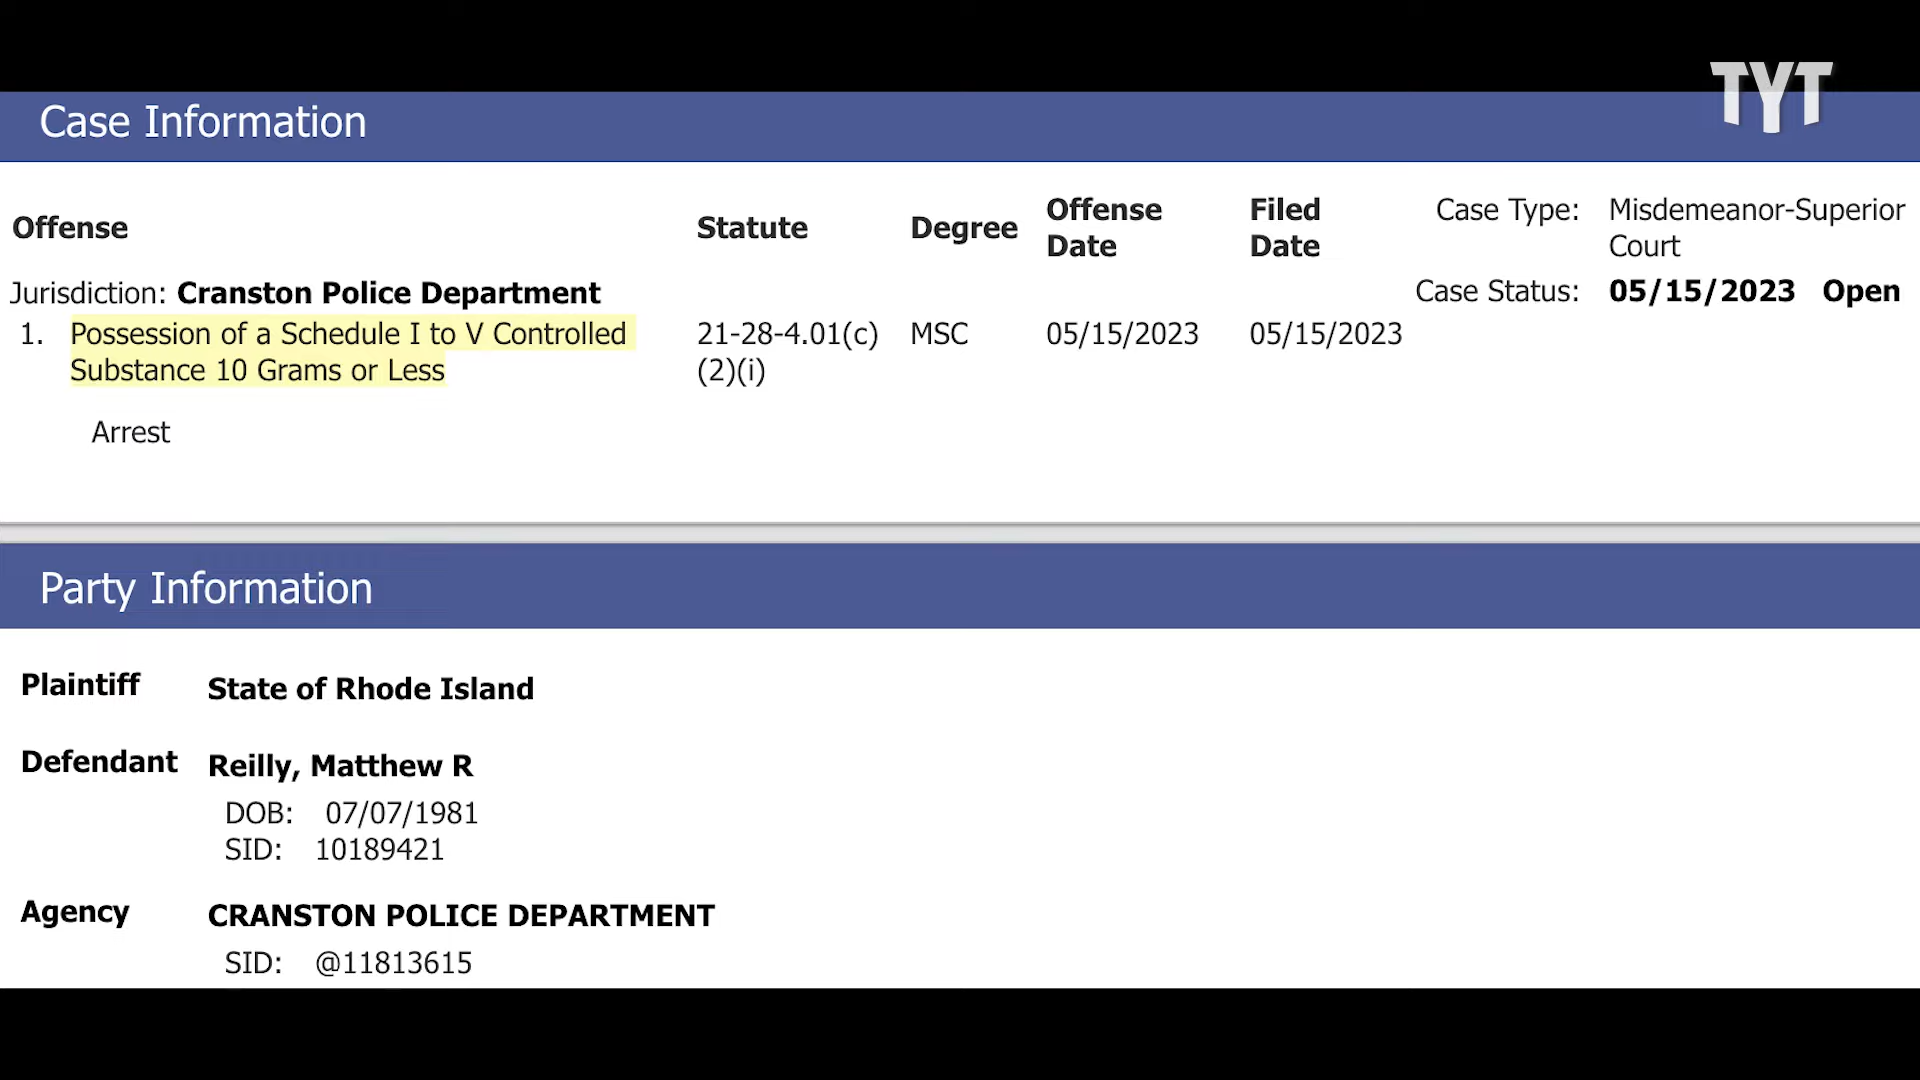 TYT
Case Information
Offense Statute Degree Offense Date Filed Date
Case Type: Misdemeanor-Superior Court
Jurisdiction: Cranston Police Department
Case Status: 05/15/2023 Open
1. Possession of a Schedule I to V Controlled 21-28-4.01(c) MSC 05/15/2023 05/15/2023
Substance 10 Grams or Less (2)(i)
Arrest
Party Information
Plaintiff State of Rhode Island
Defendant Reilly, Matthew R
DOB: 07/07/1981
SID: 10189421
Agency CRANSTON POLICE DEPARTMENT
SID: @11813615